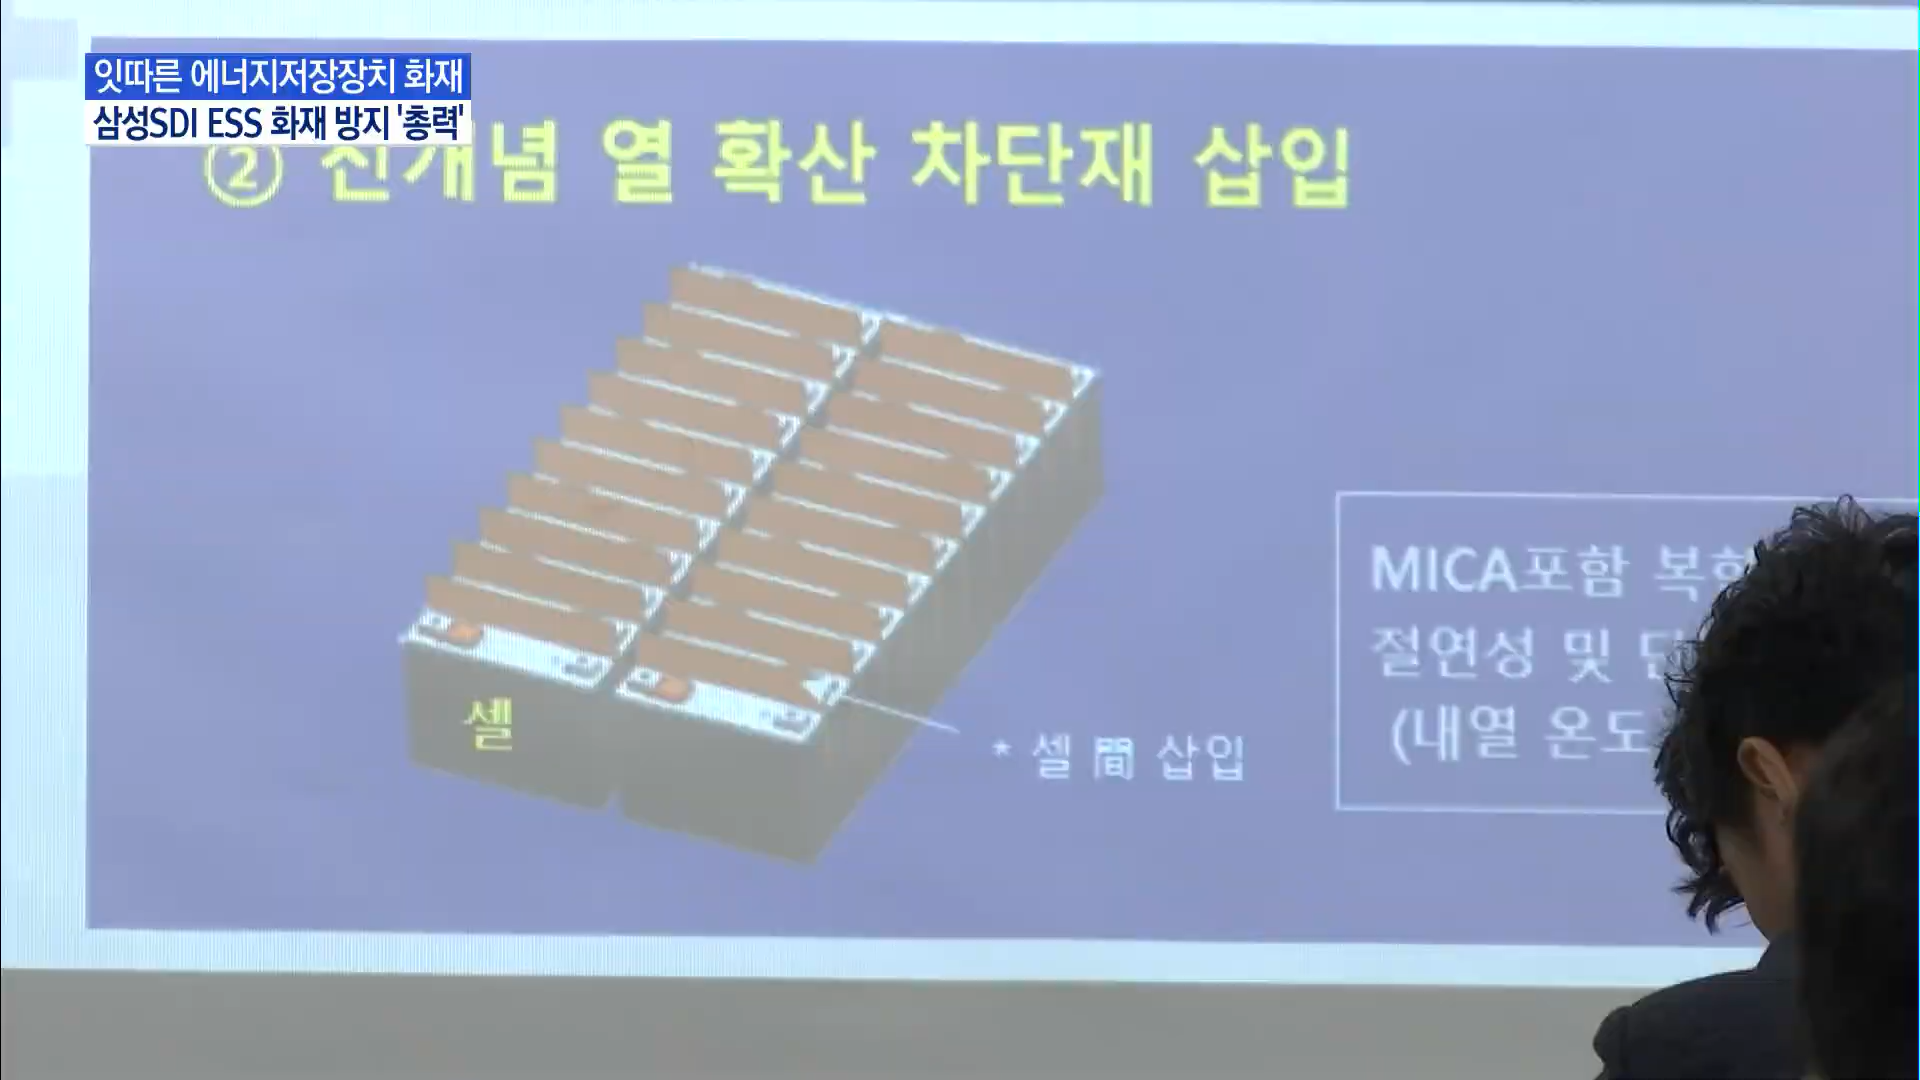 잇따른 에너지저장장치 화재
삼성SDI ESS 화재 방지 '총력'
② 신개념 열 확산 차단재 삽입
셀
* 셀 間 삽입
MICA포함
절연성 및
(내열 온도